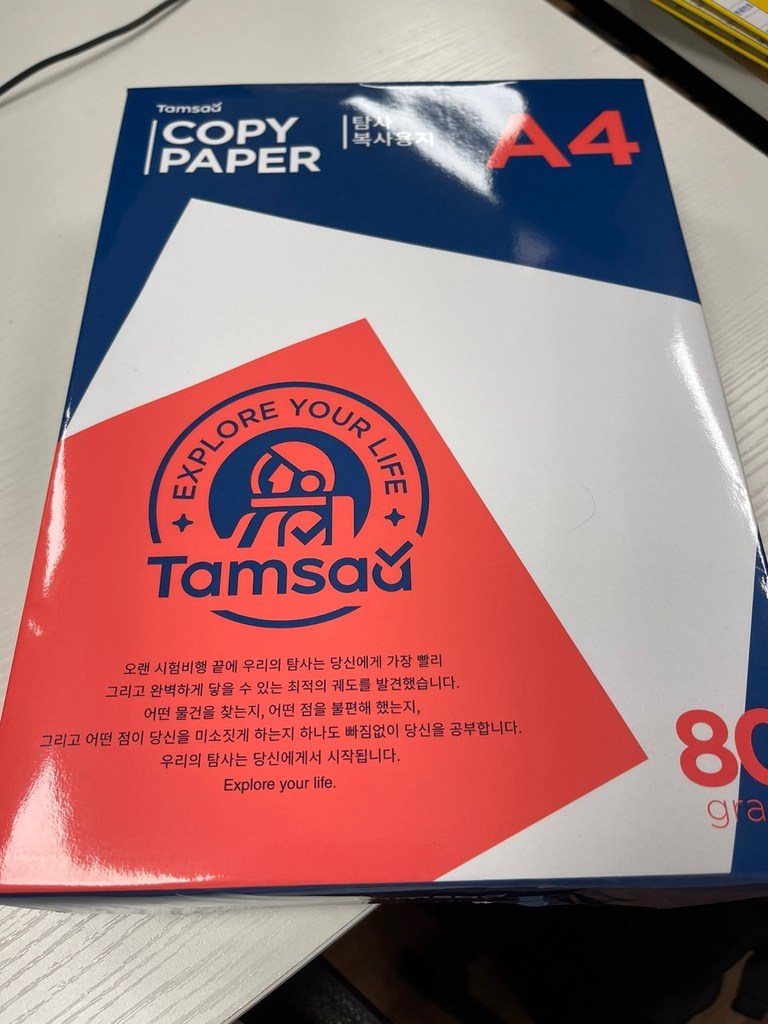 Tamsaa
COPY
PAPER
탐사
복사용지
A4
EXPLORE YOUR LIFE
Tamsaa
오랜 시험비행 끝에 우리의 탐사는 당신에게 가장 빨리
그리고 완벽하게 닿을 수 있는 최적의 궤도를 발견했습니다.
어떤 물건을 찾는지, 어떤 점을 불편해 했는지,
그리고 어떤 점이 당신을 미소짓게 하는지 하나도 빠짐없이 당신을 공부합니다.
우리의 탐사는 당신에게서 시작됩니다.
Explore your life.
80
gra